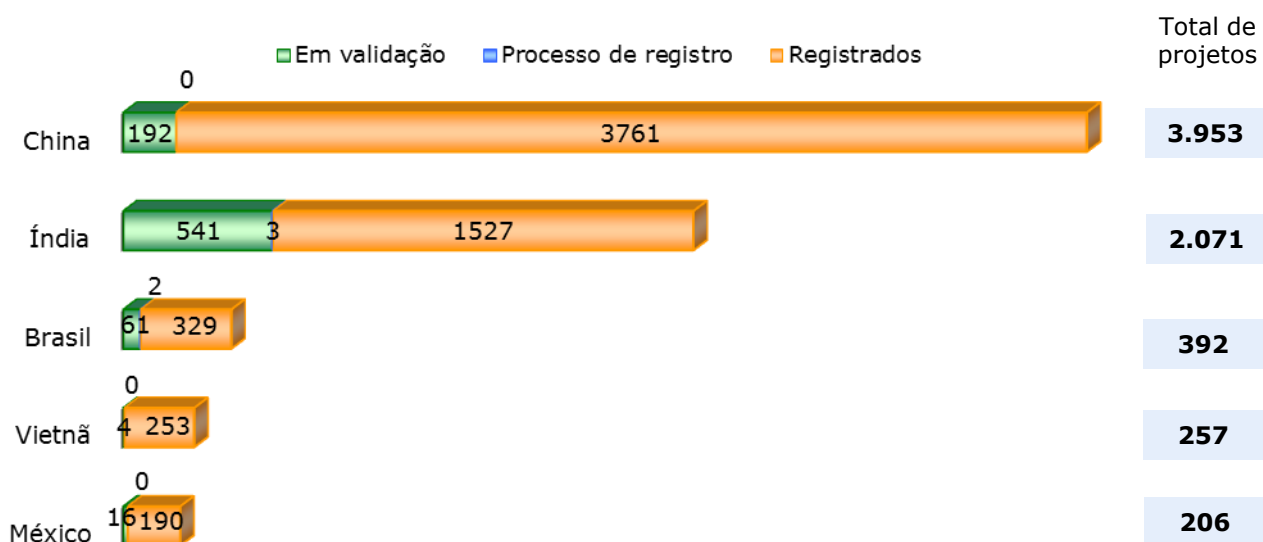 Total de
projetos
Em validação Processo de registro Registrados
0
China 192 3761 3.953
Índia 541 3 1527 2.071
2
Brasil 61 329 392
0
Vietnã 4 253 257
0
México 16 190 206